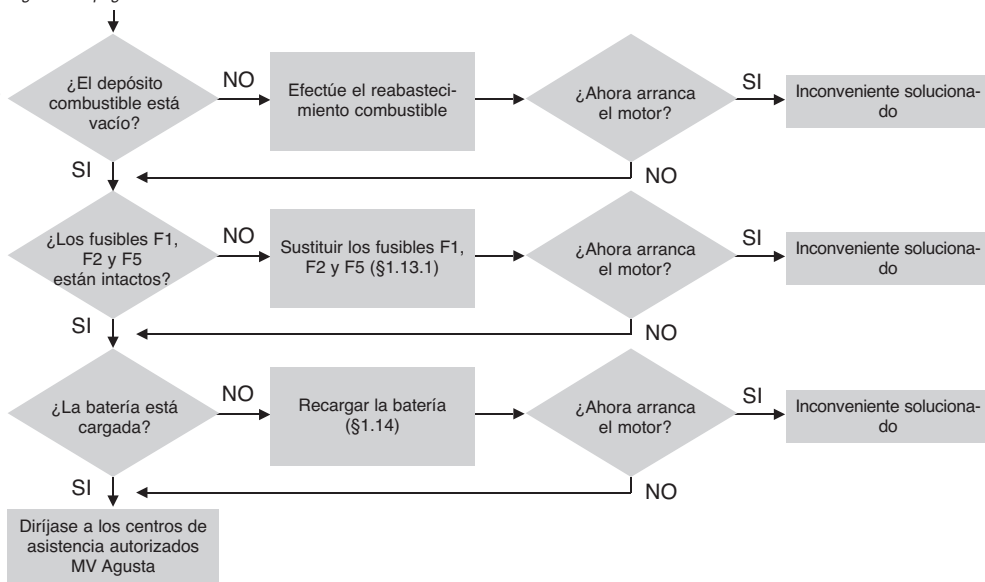 ¿El depósito
combustible está
vacío?
NO
Efectúe el reabasteci-
miento combustible
¿Ahora arranca
el motor?
SI
Inconveniente soluciona-
do
SI
NO
¿Los fusibles F1,
F2 y F5
están intactos?
NO
Sustituir los fusibles F1,
F2 y F5 (§1.13.1)
¿Ahora arranca
el motor?
SI
Inconveniente soluciona-
do
SI
NO
¿La batería está
cargada?
NO
Recargar la batería
(§1.14)
¿Ahora arranca
el motor?
SI
Inconveniente soluciona-
do
SI
NO
Diríjase a los centros de
asistencia autorizados
MV Agusta